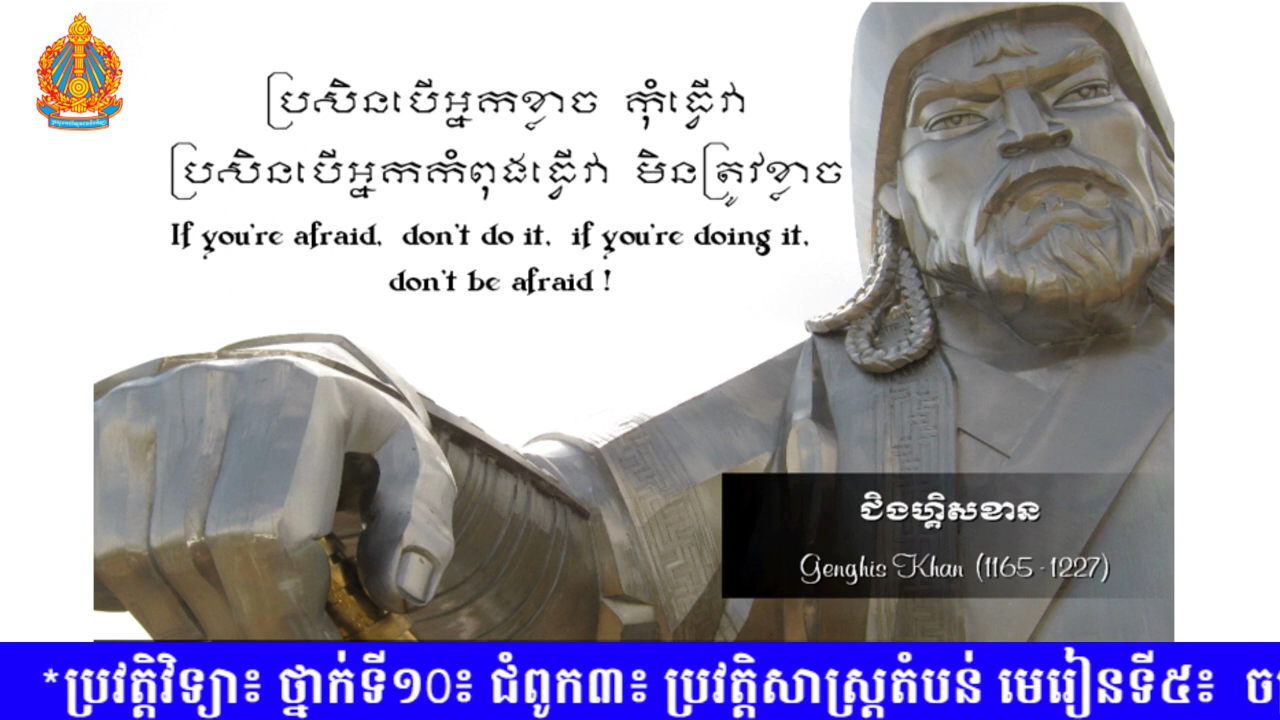 ប្រសិនបើអ្នកខ្លាច កុំធ្វើវា
ប្រសិនបើអ្នកកំពុងធ្វើវា មិនត្រូវខ្លាច
If you're afraid, don't do it, if you're doing it,
don't be afraid !
ជិងហ្គិសខាន
Genghis Khan (1165 - 1227)
*ប្រវត្តិវិទ្យា៖ ថ្នាក់ទី១0៖ ជំពូក៣៖ ប្រវត្តិសាស្ត្រតំបន់ មេរៀនទី៥៖